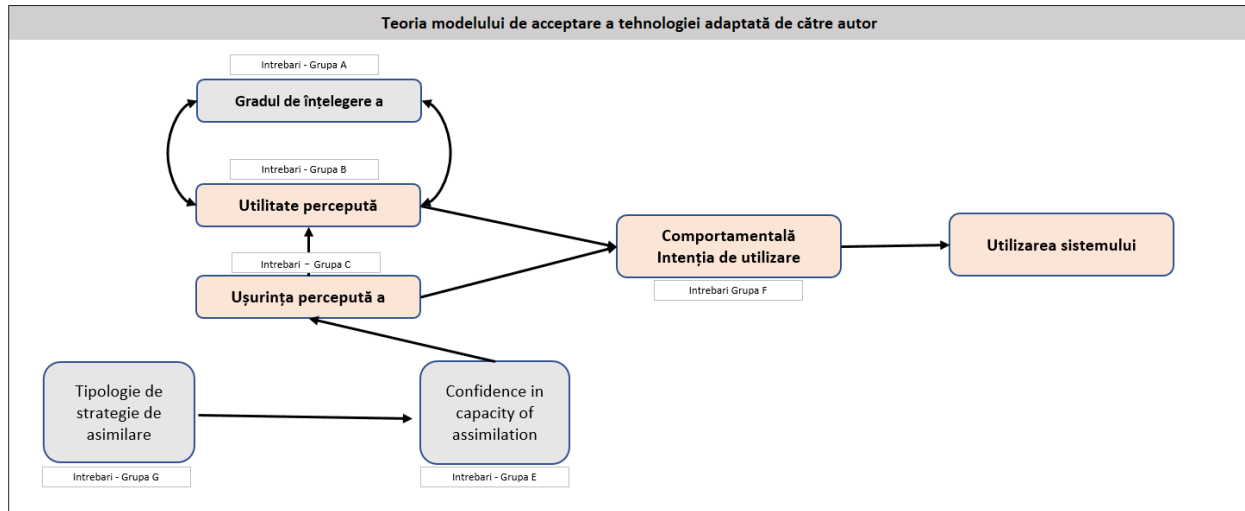 Teoria modelului de acceptare a tehnologiei adaptată de către autor
Intrebari - Grupa A
Gradul de înțelegere a
Intrebari - Grupa B
Utilitate percepută
Intrebari – Grupa C
Ușurința percepută a
Comportamentală
Intenția de utilizare
Intrebari Grupa F
Utilizarea sistemului
Tipologie de
strategie de
asimilare
Intrebari - Grupa G
Confidence in
capacity of
assimilation
Intrebari - Grupa E